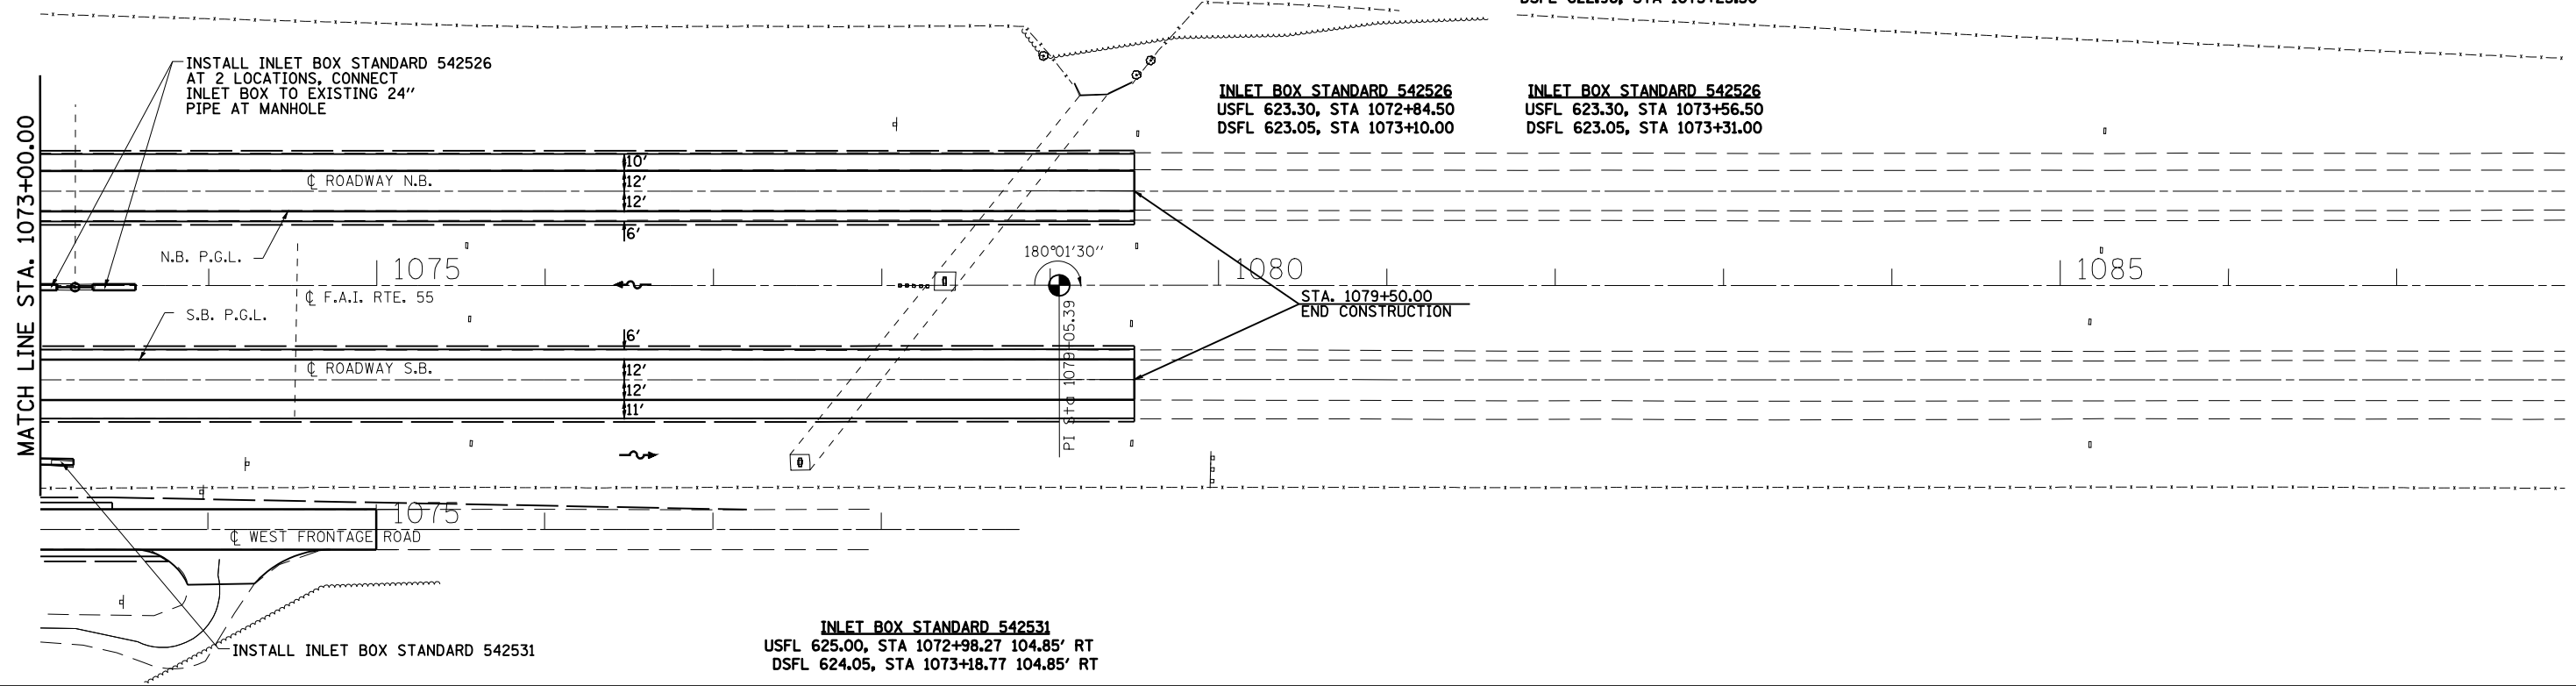 INSTALL INLET BOX STANDARD 542526
AT 2 LOCATIONS, CONNECT
INLET BOX TO EXISTING 24"
PIPE AT MANHOLE
MATCH LINE STA. 1073+00.00
INLET BOX STANDARD 542526
USFL 623.30, STA 1072+84.50
DSFL 623.05, STA 1073+10.00
INLET BOX STANDARD 542526
USFL 623.30, STA 1073+56.50
DSFL 623.05, STA 1073+31.00
10'
℄ ROADWAY N.B.
12'
12'
6'
N.B. P.G.L.
180°01'30"
1075
1080
1085
℄ F.A.I. RTE. 55
S.B. P.G.L.
STA. 1079+50.00
END CONSTRUCTION
PI Sta 1079+05.39
6'
℄ ROADWAY S.B.
12'
12'
11'
1075
℄ WEST FRONTAGE ROAD
INSTALL INLET BOX STANDARD 542531
INLET BOX STANDARD 542531
USFL 625.00, STA 1072+98.27 104.85' RT
DSFL 624.05, STA 1073+18.77 104.85' RT